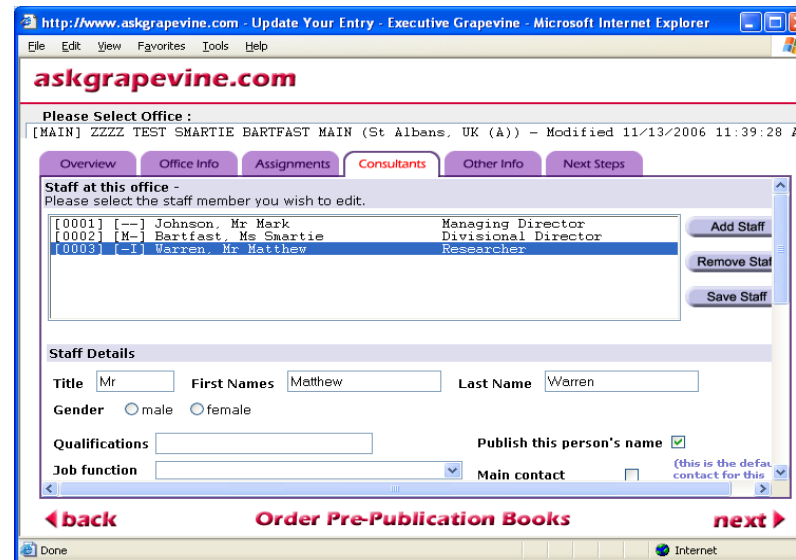 http://www.askgrapevine.com - Update Your Entry - Executive Grapevine - Microsoft Internet Explorer
File Edit View Favorites Tools Help
askgrapevine.com
Please Select Office :
[MAIN] ZZZZ TEST SMARTIE BARTFAST MAIN (St Albans, UK (A)) - Modified 11/13/2006 11:39:28 A
Overview Office Info Assignments Consultants Other Info Next Steps
Staff at this office -
Please select the staff member you wish to edit.
[0001] [--] Johnson, Mr Mark Managing Director
[0002] [M-] Bartfast, Ms Smartie Divisional Director
[0003] [-I] Warren, Mr Matthew Researcher
Add Staff
Remove Staf
Save Staff
Staff Details
Title Mr First Names Matthew Last Name Warren
Gender male female
Qualifications Publish this person's name
Job function Main contact (this is the defau
contact for this
back Order Pre-Publication Books next
Done Internet